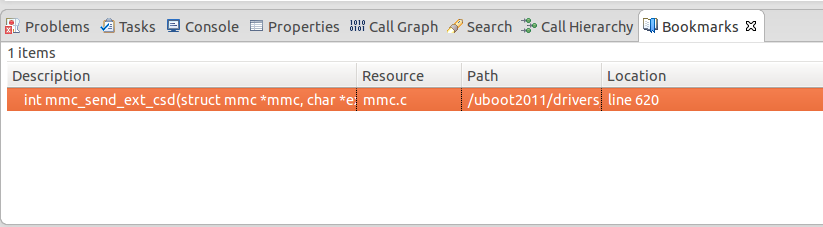 Problems Tasks Console Properties Call Graph Search Call Hierarchy Bookmarks
1 items
Description Resource Path Location
int mmc_send_ext_csd(struct mmc *mmc, char *e mmc.c /uboot2011/drivers line 620